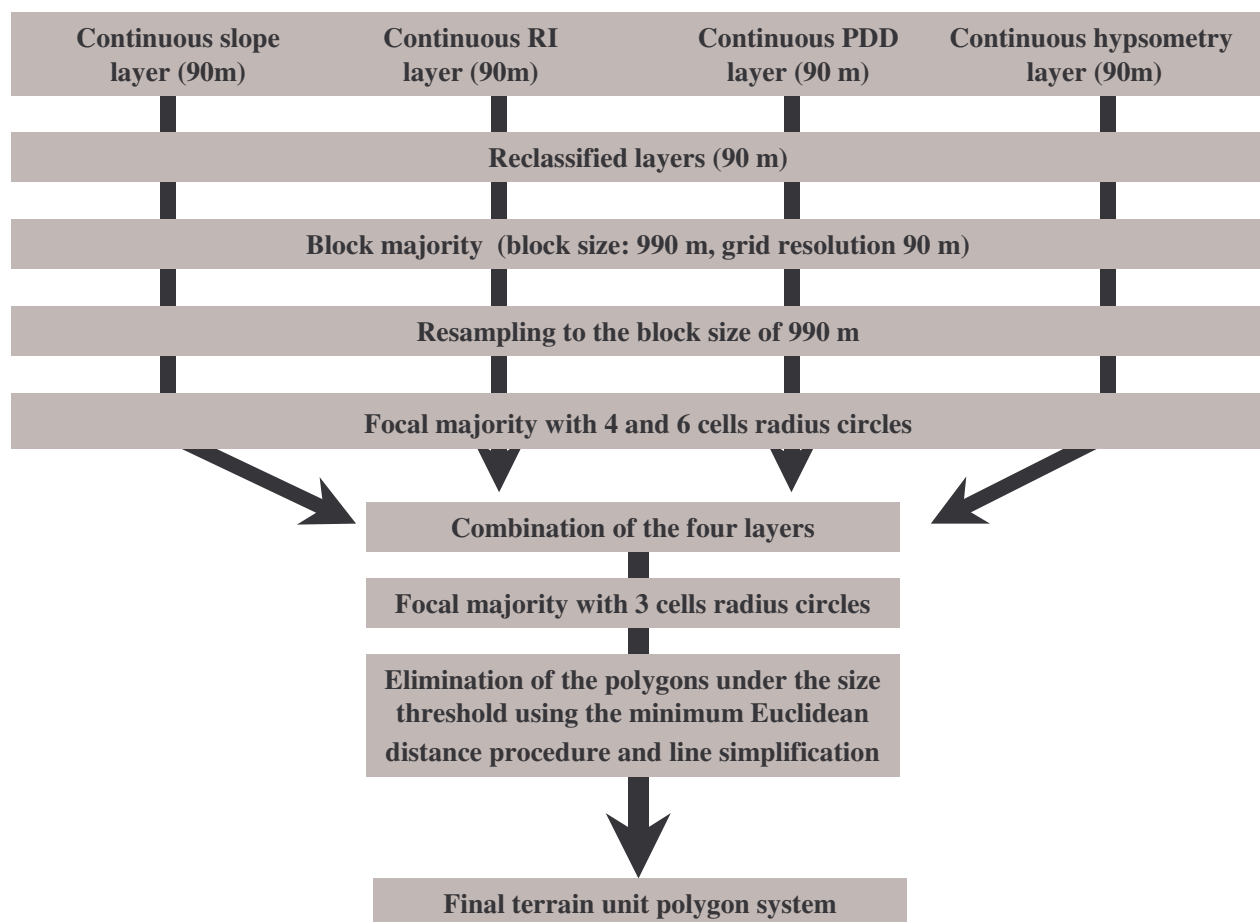 Continuous slope
layer (90m)
Continuous RI
layer (90m)
Continuous PDD
layer (90 m)
Continuous hypsometry
layer (90m)
Reclassified layers (90 m)
Block majority (block size: 990 m, grid resolution 90 m)
Resampling to the block size of 990 m
Focal majority with 4 and 6 cells radius circles
Combination of the four layers
Focal majority with 3 cells radius circles
Elimination of the polygons under the size
threshold using the minimum Euclidean
distance procedure and line simplification
Final terrain unit polygon system